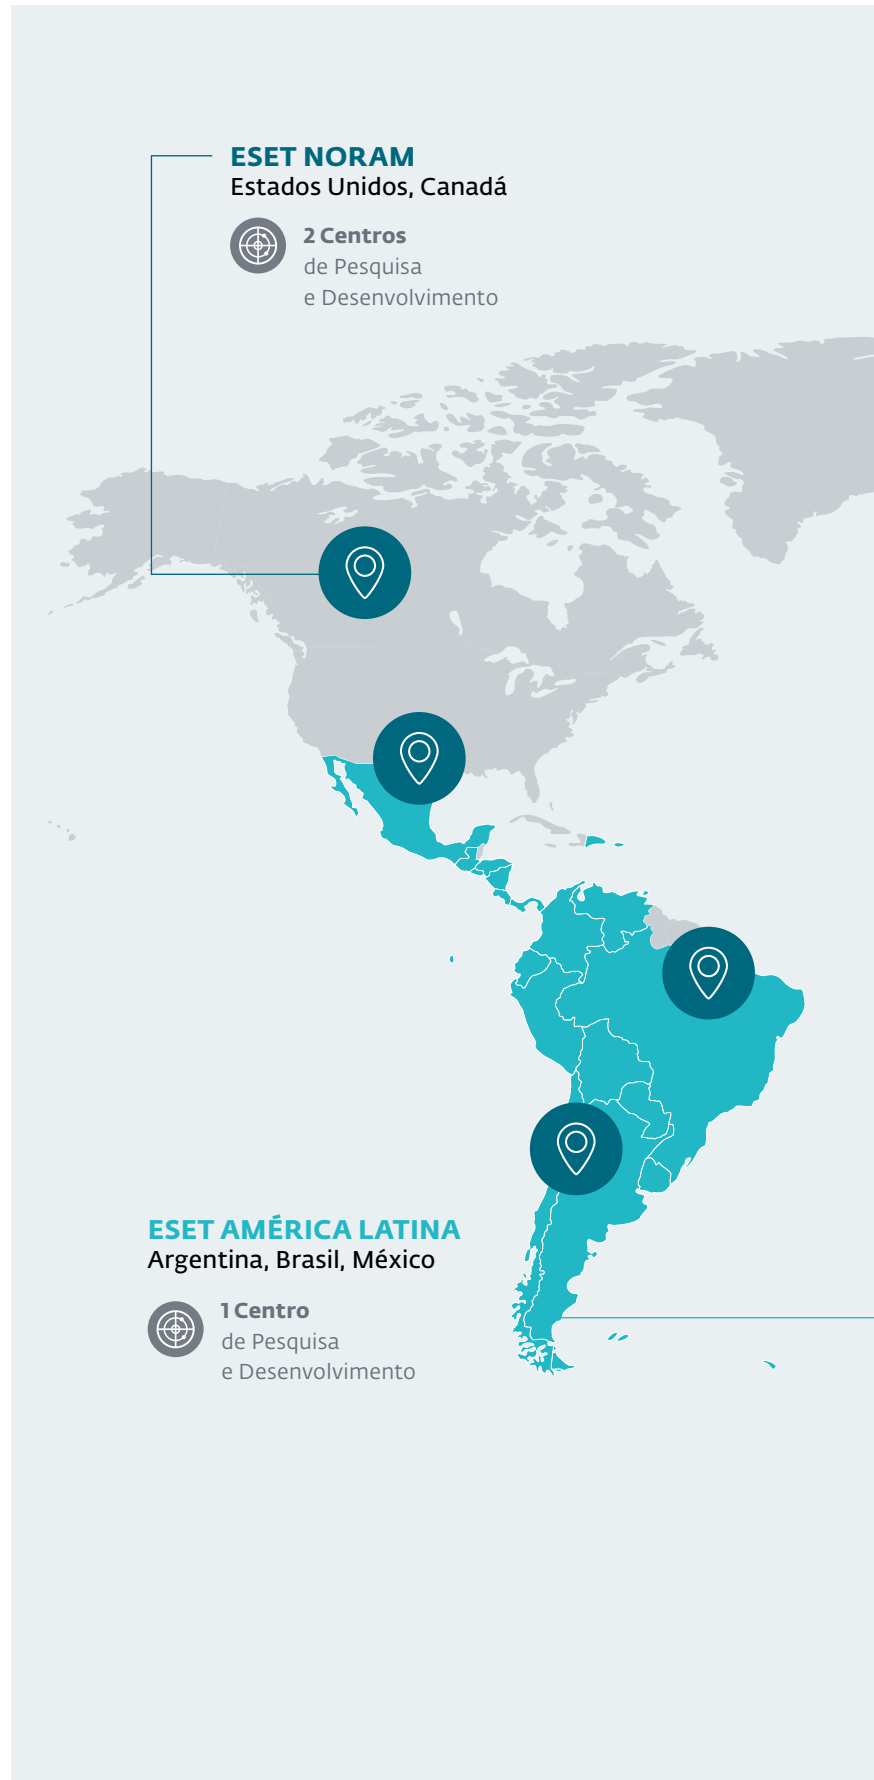 ESET NORAM
Estados Unidos, Canadá
2 Centros
de Pesquisa
e Desenvolvimento
ESET AMÉRICA LATINA
Argentina, Brasil, México
1 Centro
de Pesquisa
e Desenvolvimento